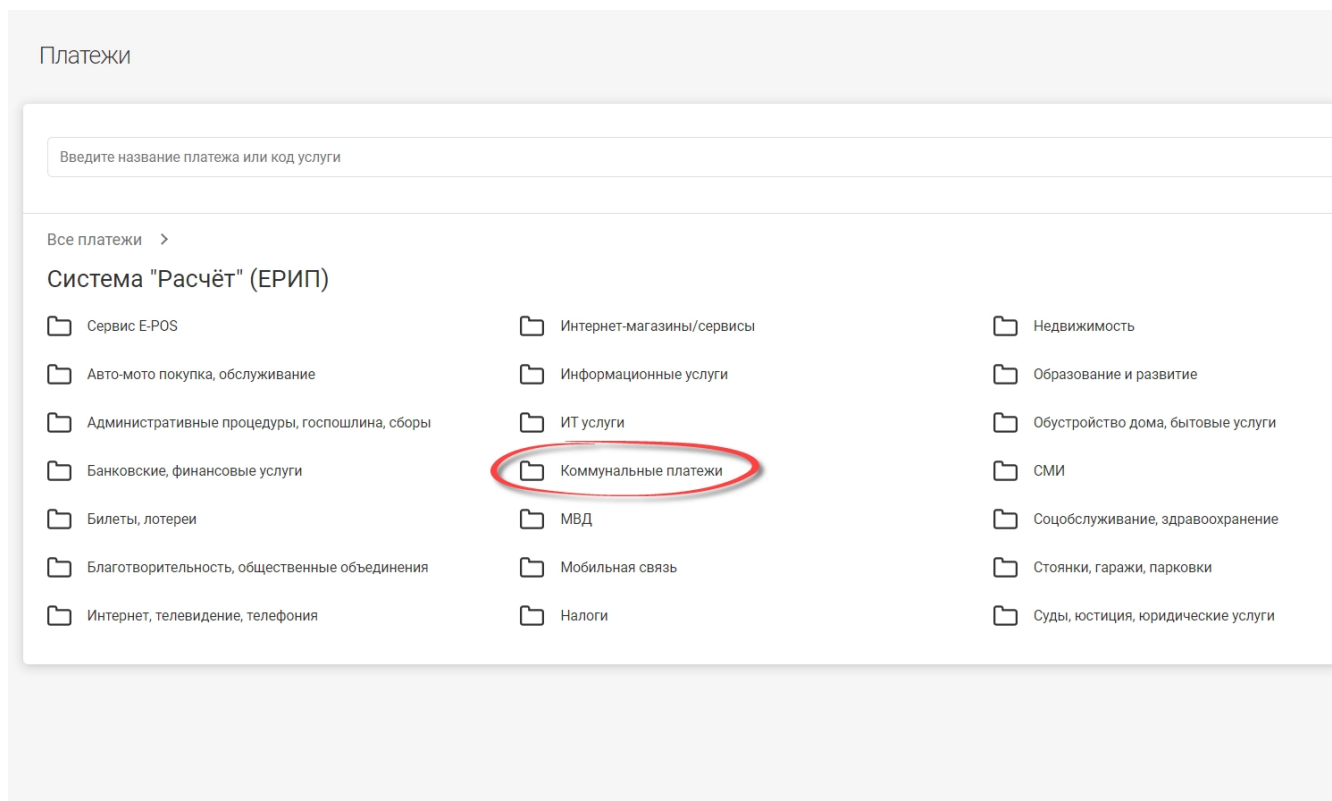 Платежи
Введите название платежа или код услуги
Все платежи >
Система "Расчёт" (ЕРИП)
Сервис E-POS
Авто-мото покупка, обслуживание
Административные процедуры, госпошлина, сборы
Банковские, финансовые услуги
Билеты, лотереи
Благотворительность, общественные объединения
Интернет, телевидение, телефония
Интернет-магазины/сервисы
Информационные услуги
ИТ услуги
Коммунальные платежи
МВД
Мобильная связь
Налоги
Недвижимость
Образование и развитие
Обустройство дома, бытовые услуги
СМИ
Соцобслуживание, здравоохранение
Стоянки, гаражи, парковки
Суды, юстиция, юридические услуги